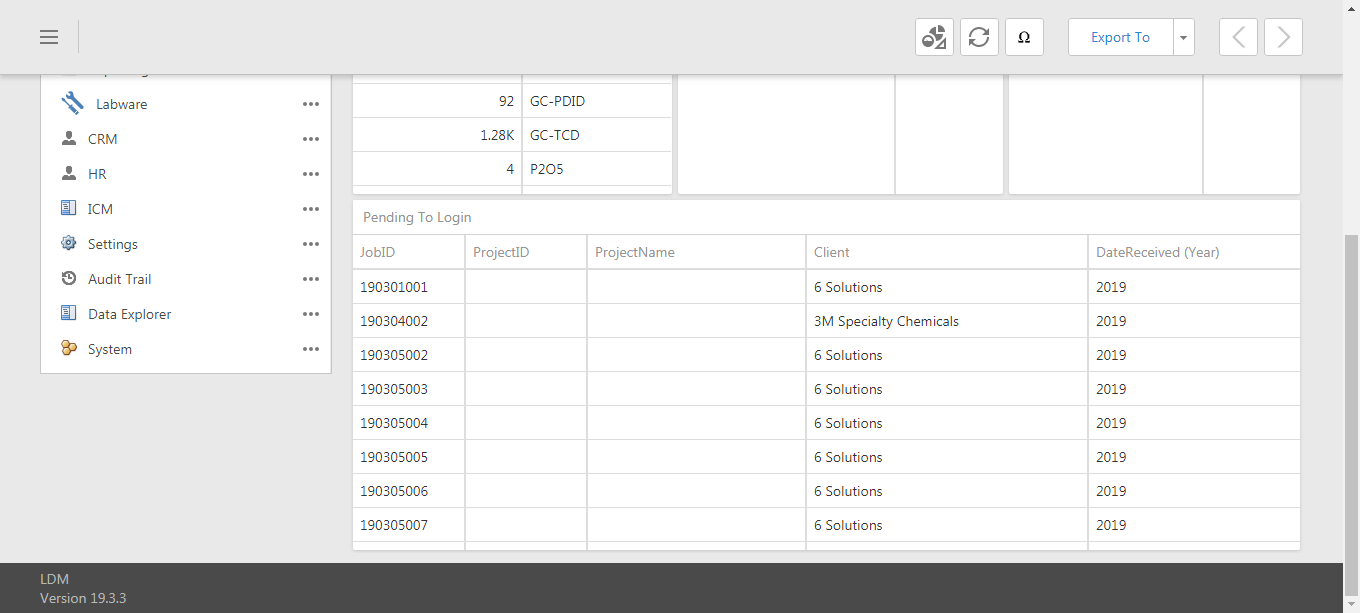 Ω
Export To
Labware
CRM
HR
ICM
Settings
Audit Trail
Data Explorer
System
92 GC-PDID
1.28K GC-TCD
4 P2O5
Pending To Login
JobID ProjectID ProjectName Client DateReceived (Year)
190301001 6 Solutions 2019
190304002 3M Specialty Chemicals 2019
190305002 6 Solutions 2019
190305003 6 Solutions 2019
190305004 6 Solutions 2019
190305005 6 Solutions 2019
190305006 6 Solutions 2019
190305007 6 Solutions 2019
LDM
Version 19.3.3